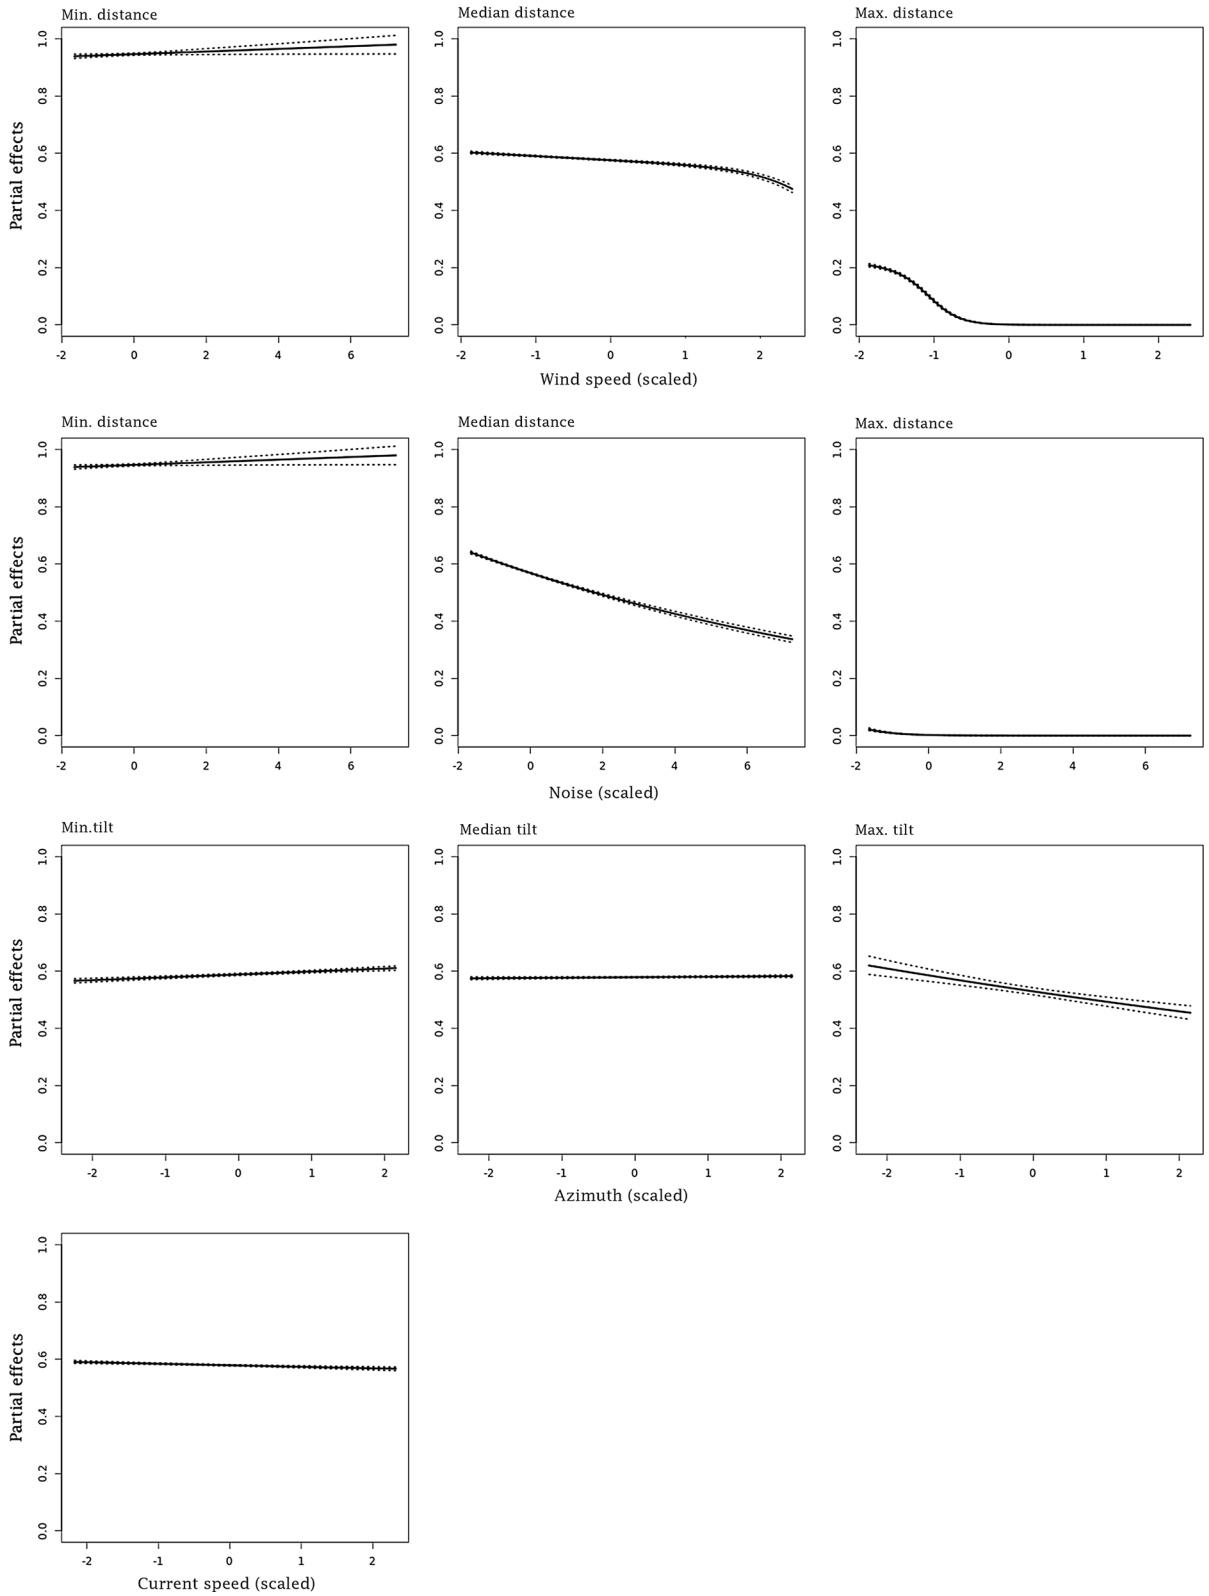 Min. distance
Median distance
Max. distance
Partial effects
1.0
0.8
0.6
0.4
0.2
0.0
1.0
0.8
0.6
0.4
0.2
0.0
1.0
0.8
0.6
0.4
0.2
0.0
-2 0 2 4 6
-2 -1 0 1 2
-2 -1 0 1 2
Wind speed (scaled)
Min. distance
Median distance
Max. distance
Partial effects
1.0
0.8
0.6
0.4
0.2
0.0
1.0
0.8
0.6
0.4
0.2
0.0
1.0
0.8
0.6
0.4
0.2
0.0
-2 0 2 4 6
-2 0 2 4 6
-2 0 2 4 6
Noise (scaled)
Min.tilt
Median tilt
Max. tilt
Partial effects
1.0
0.8
0.6
0.4
0.2
0.0
1.0
0.8
0.6
0.4
0.2
0.0
1.0
0.8
0.6
0.4
0.2
0.0
-2 -1 0 1 2
-2 -1 0 1 2
-2 -1 0 1 2
Azimuth (scaled)
Partial effects
1.0
0.8
0.6
0.4
0.2
0.0
-2 -1 0 1 2
Current speed (scaled)